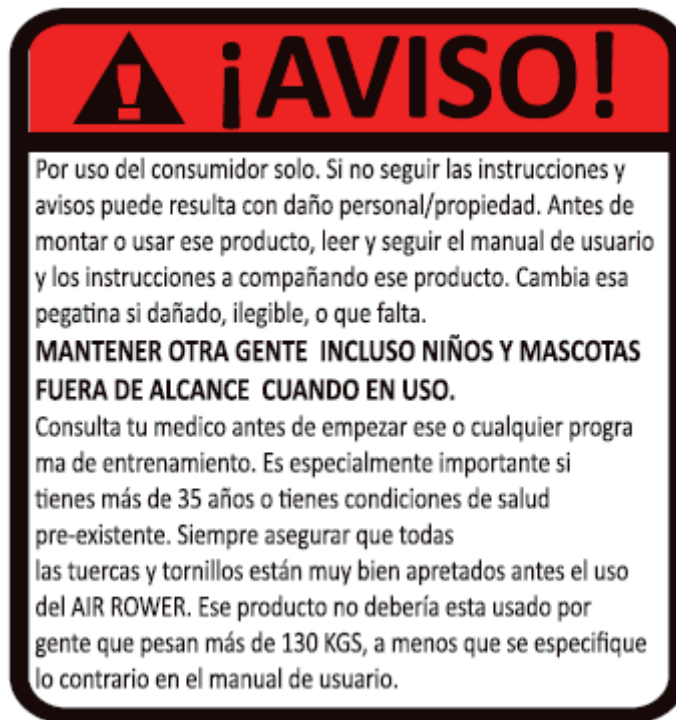 ¡AVISO!
Por uso del consumidor solo. Si no seguir las instrucciones y
avisos puede resulta con daño personal/propiedad. Antes de
montar o usar ese producto, leer y seguir el manual de usuario
y los instrucciones a compañando ese producto. Cambia esa
pegatina si dañado, ilegible, o que falta.
MANTENER OTRA GENTE INCLUSO NIÑOS Y MASCOTAS
FUERA DE ALCANCE CUANDO EN USO.
Consulta tu medico antes de empezar ese o cualquier progra
ma de entrenamiento. Es especialmente importante si
tienes más de 35 años o tienes condiciones de salud
pre-existente. Siempre asegurar que todas
las tuercas y tornillos están muy bien apretados antes el uso
del AIR ROWER. Ese producto no debería esta usado por
gente que pesan más de 130 KGS, a menos que se especifique
lo contrario en el manual de usuario.